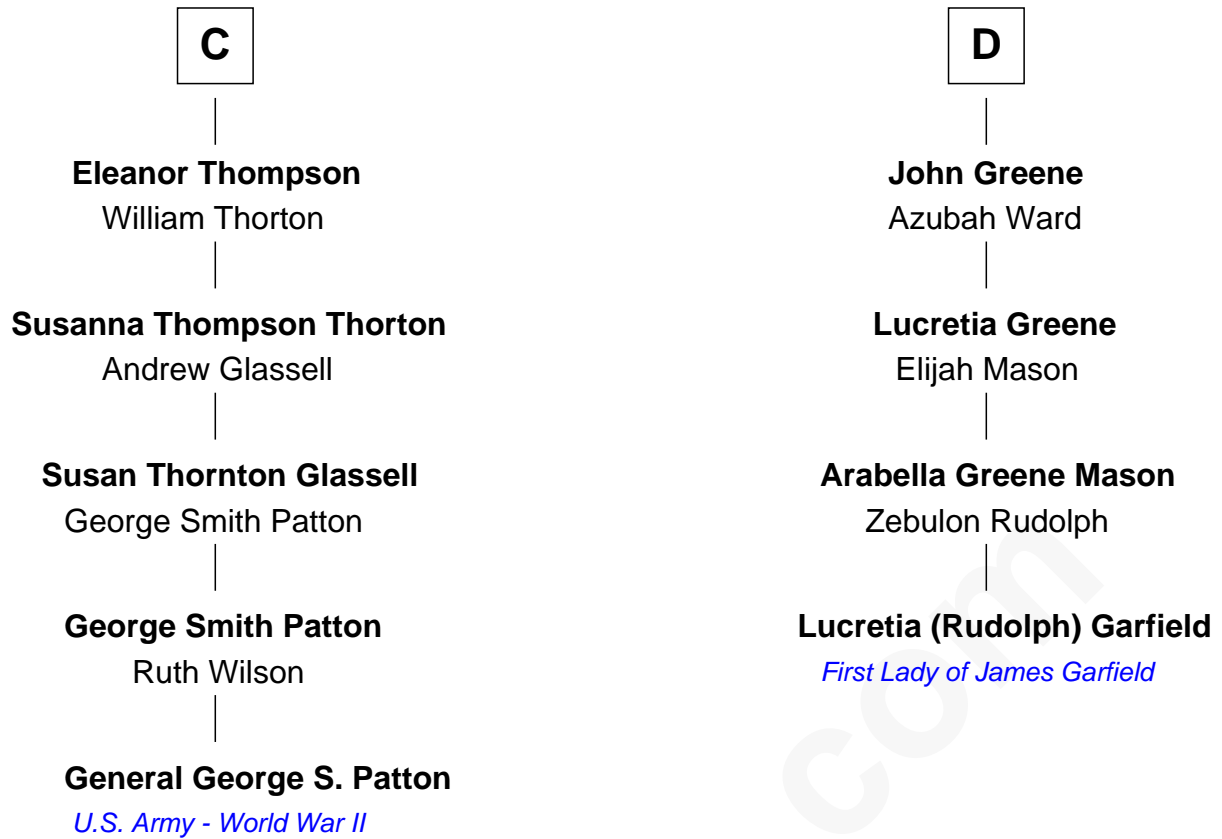 C
Eleanor Thompson
William Thorton
Susanna Thompson Thorton
Andrew Glassell
Susan Thornton Glassell
George Smith Patton
George Smith Patton
Ruth Wilson
General George S. Patton
U.S. Army - World War II
D
John Greene
Azubah Ward
Lucretia Greene
Elijah Mason
Arabella Greene Mason
Zebulon Rudolph
Lucretia (Rudolph) Garfield
First Lady of James Garfield
com